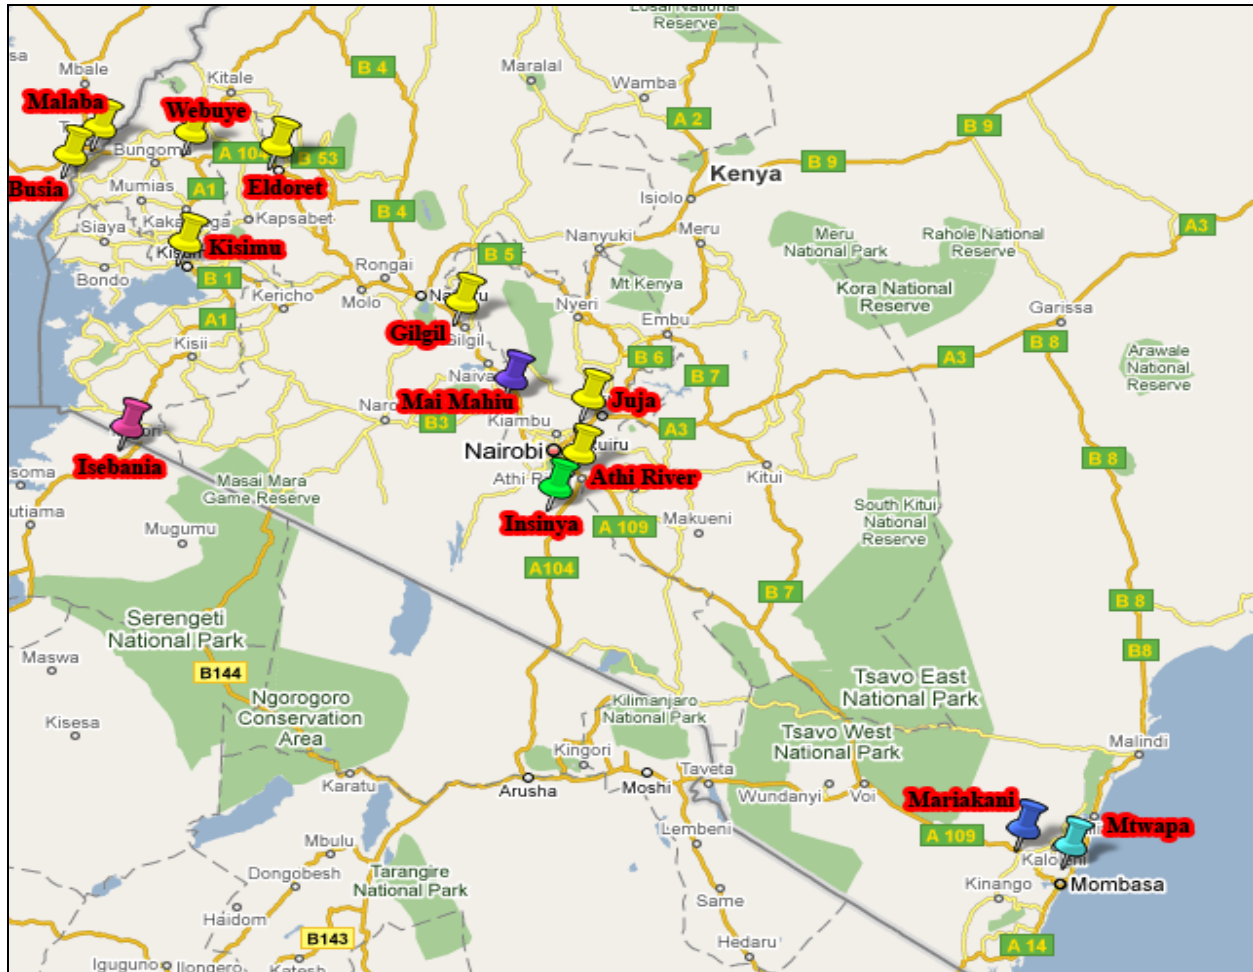 Losai National
Reserve
Mbale
Kitale
B 4
Maralal
Wamba
Malaba
Webuye
A 2
B 9
Bungoma
A 104
B 53
B 9
Kenya
Busia
Eldoret
Mumias
A1
Isiolo
Siaya
Kapsabet
B 4
A3
Kisimu
Nanyuki
Meru
Meru
National Park
Rahole National
Reserve
B 5
Bondo
B 1
Rongai
Mt Kenya
Kora National
Reserve
Kericho
Molo
Nyeri
Garissa
A1
Embu
Gilgil
Gilgil
Kisii
B 6
A3
B 8
Arawale
National
Reserve
B 7
Mai Mahiu
Juja
B3
Kiambu
A3
Nairobi
Isebania
Athi River
B 8
Kitui
Masai Mara
Game Reserve
Insinya
South Kitui
National
Reserve
Mugumu
A 109
Makueni
A104
B 7
B 8
Serengeti
National Park
B8
Maswa
B144
Tsavo East
National Park
Ngorogoro
Conservation
Area
Kilimanjaro
National Park
Kisesa
Tsavo West
National Park
Malindi
Kingori
Karatu
Arusha
Moshi
Taveta
Wundanyi
Voi
Mariakani
Mtwapa
Mbulu
Lembeni
A 109
Dongobesh
Tarangire
National Park
Kinango
Mombasa
Haidom
Same
B143
Hedaru
A 14
Iguguno